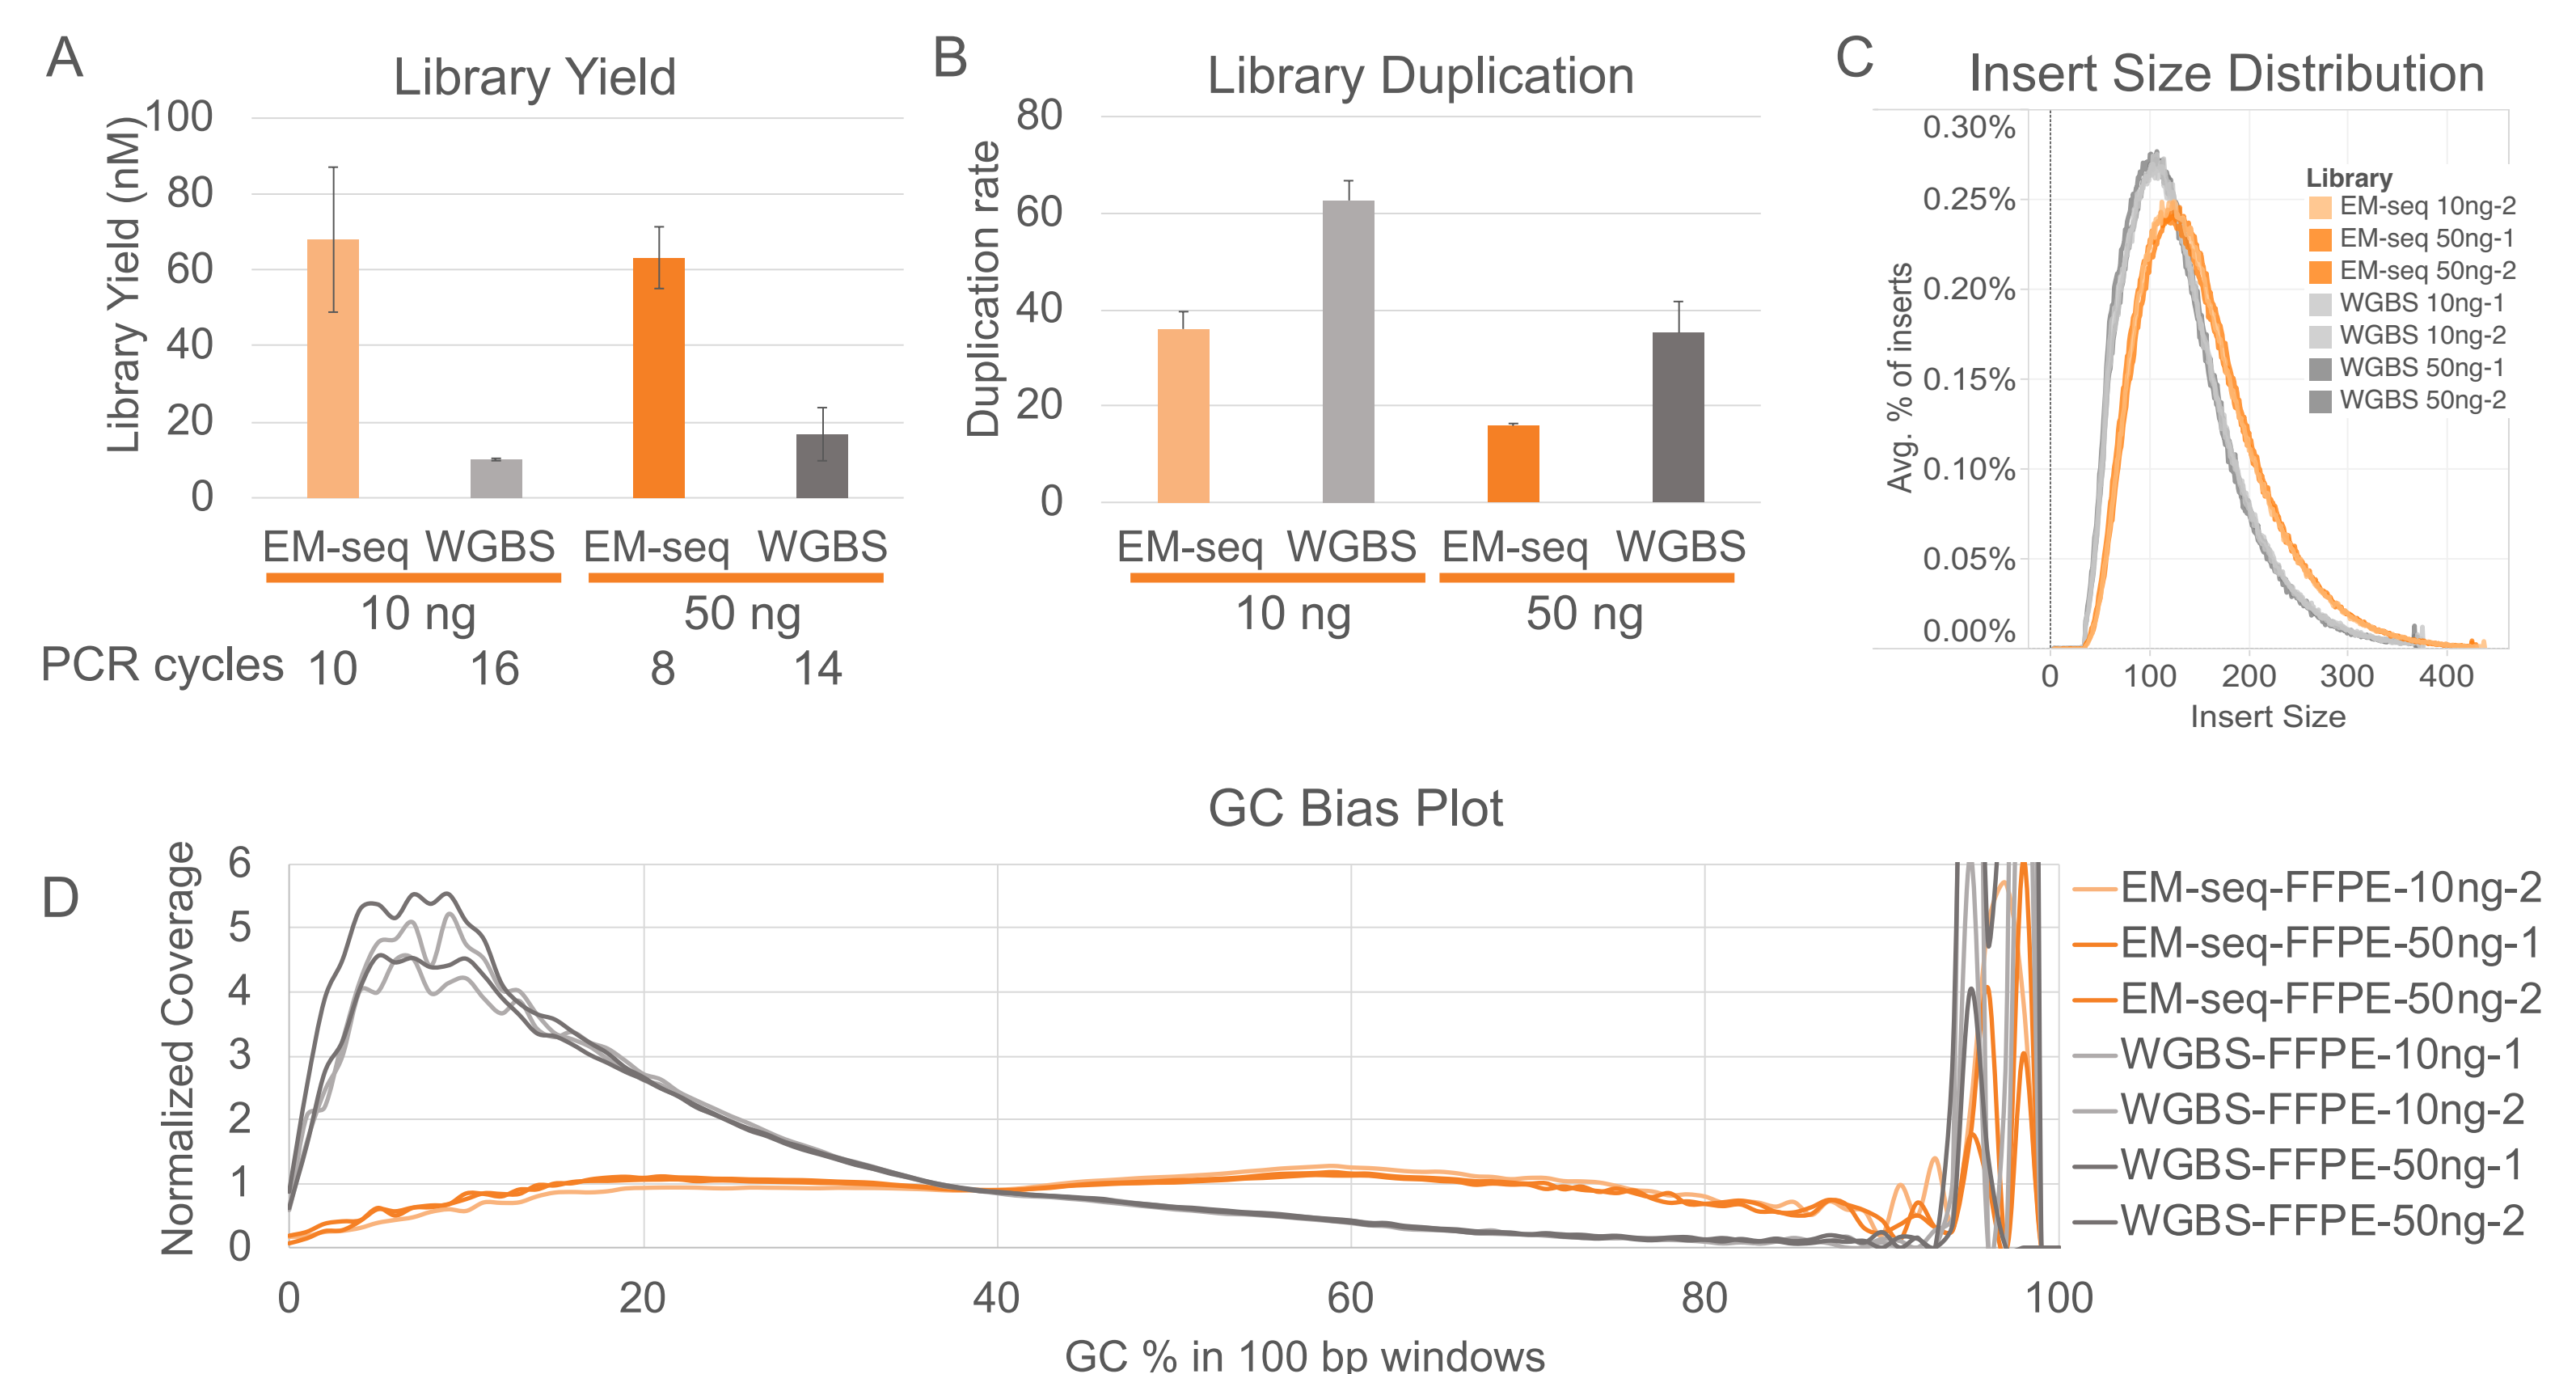 A
Library Yield
Library Yield (nM)
100
80
60
40
20
0
EM-seq WGBS EM-seq WGBS
10 ng 50 ng
PCR cycles 10 16 8 14
B
Library Duplication
Duplication rate
80
60
40
20
0
EM-seq WGBS EM-seq WGBS
10 ng 50 ng
C
Insert Size Distribution
Avg. % of inserts
0.30%
0.25%
0.20%
0.15%
0.10%
0.05%
0.00%
Library
EM-seq 10ng-2
EM-seq 50ng-1
EM-seq 50ng-2
WGBS 10ng-1
WGBS 10ng-2
WGBS 50ng-1
WGBS 50ng-2
0 100 200 300 400
Insert Size
D
GC Bias Plot
Normalized Coverage
6
5
4
3
2
1
0
0 20 40 60 80 100
GC % in 100 bp windows
EM-seq-FFPE-10ng-2
EM-seq-FFPE-50ng-1
EM-seq-FFPE-50ng-2
WGBS-FFPE-10ng-1
WGBS-FFPE-10ng-2
WGBS-FFPE-50ng-1
WGBS-FFPE-50ng-2